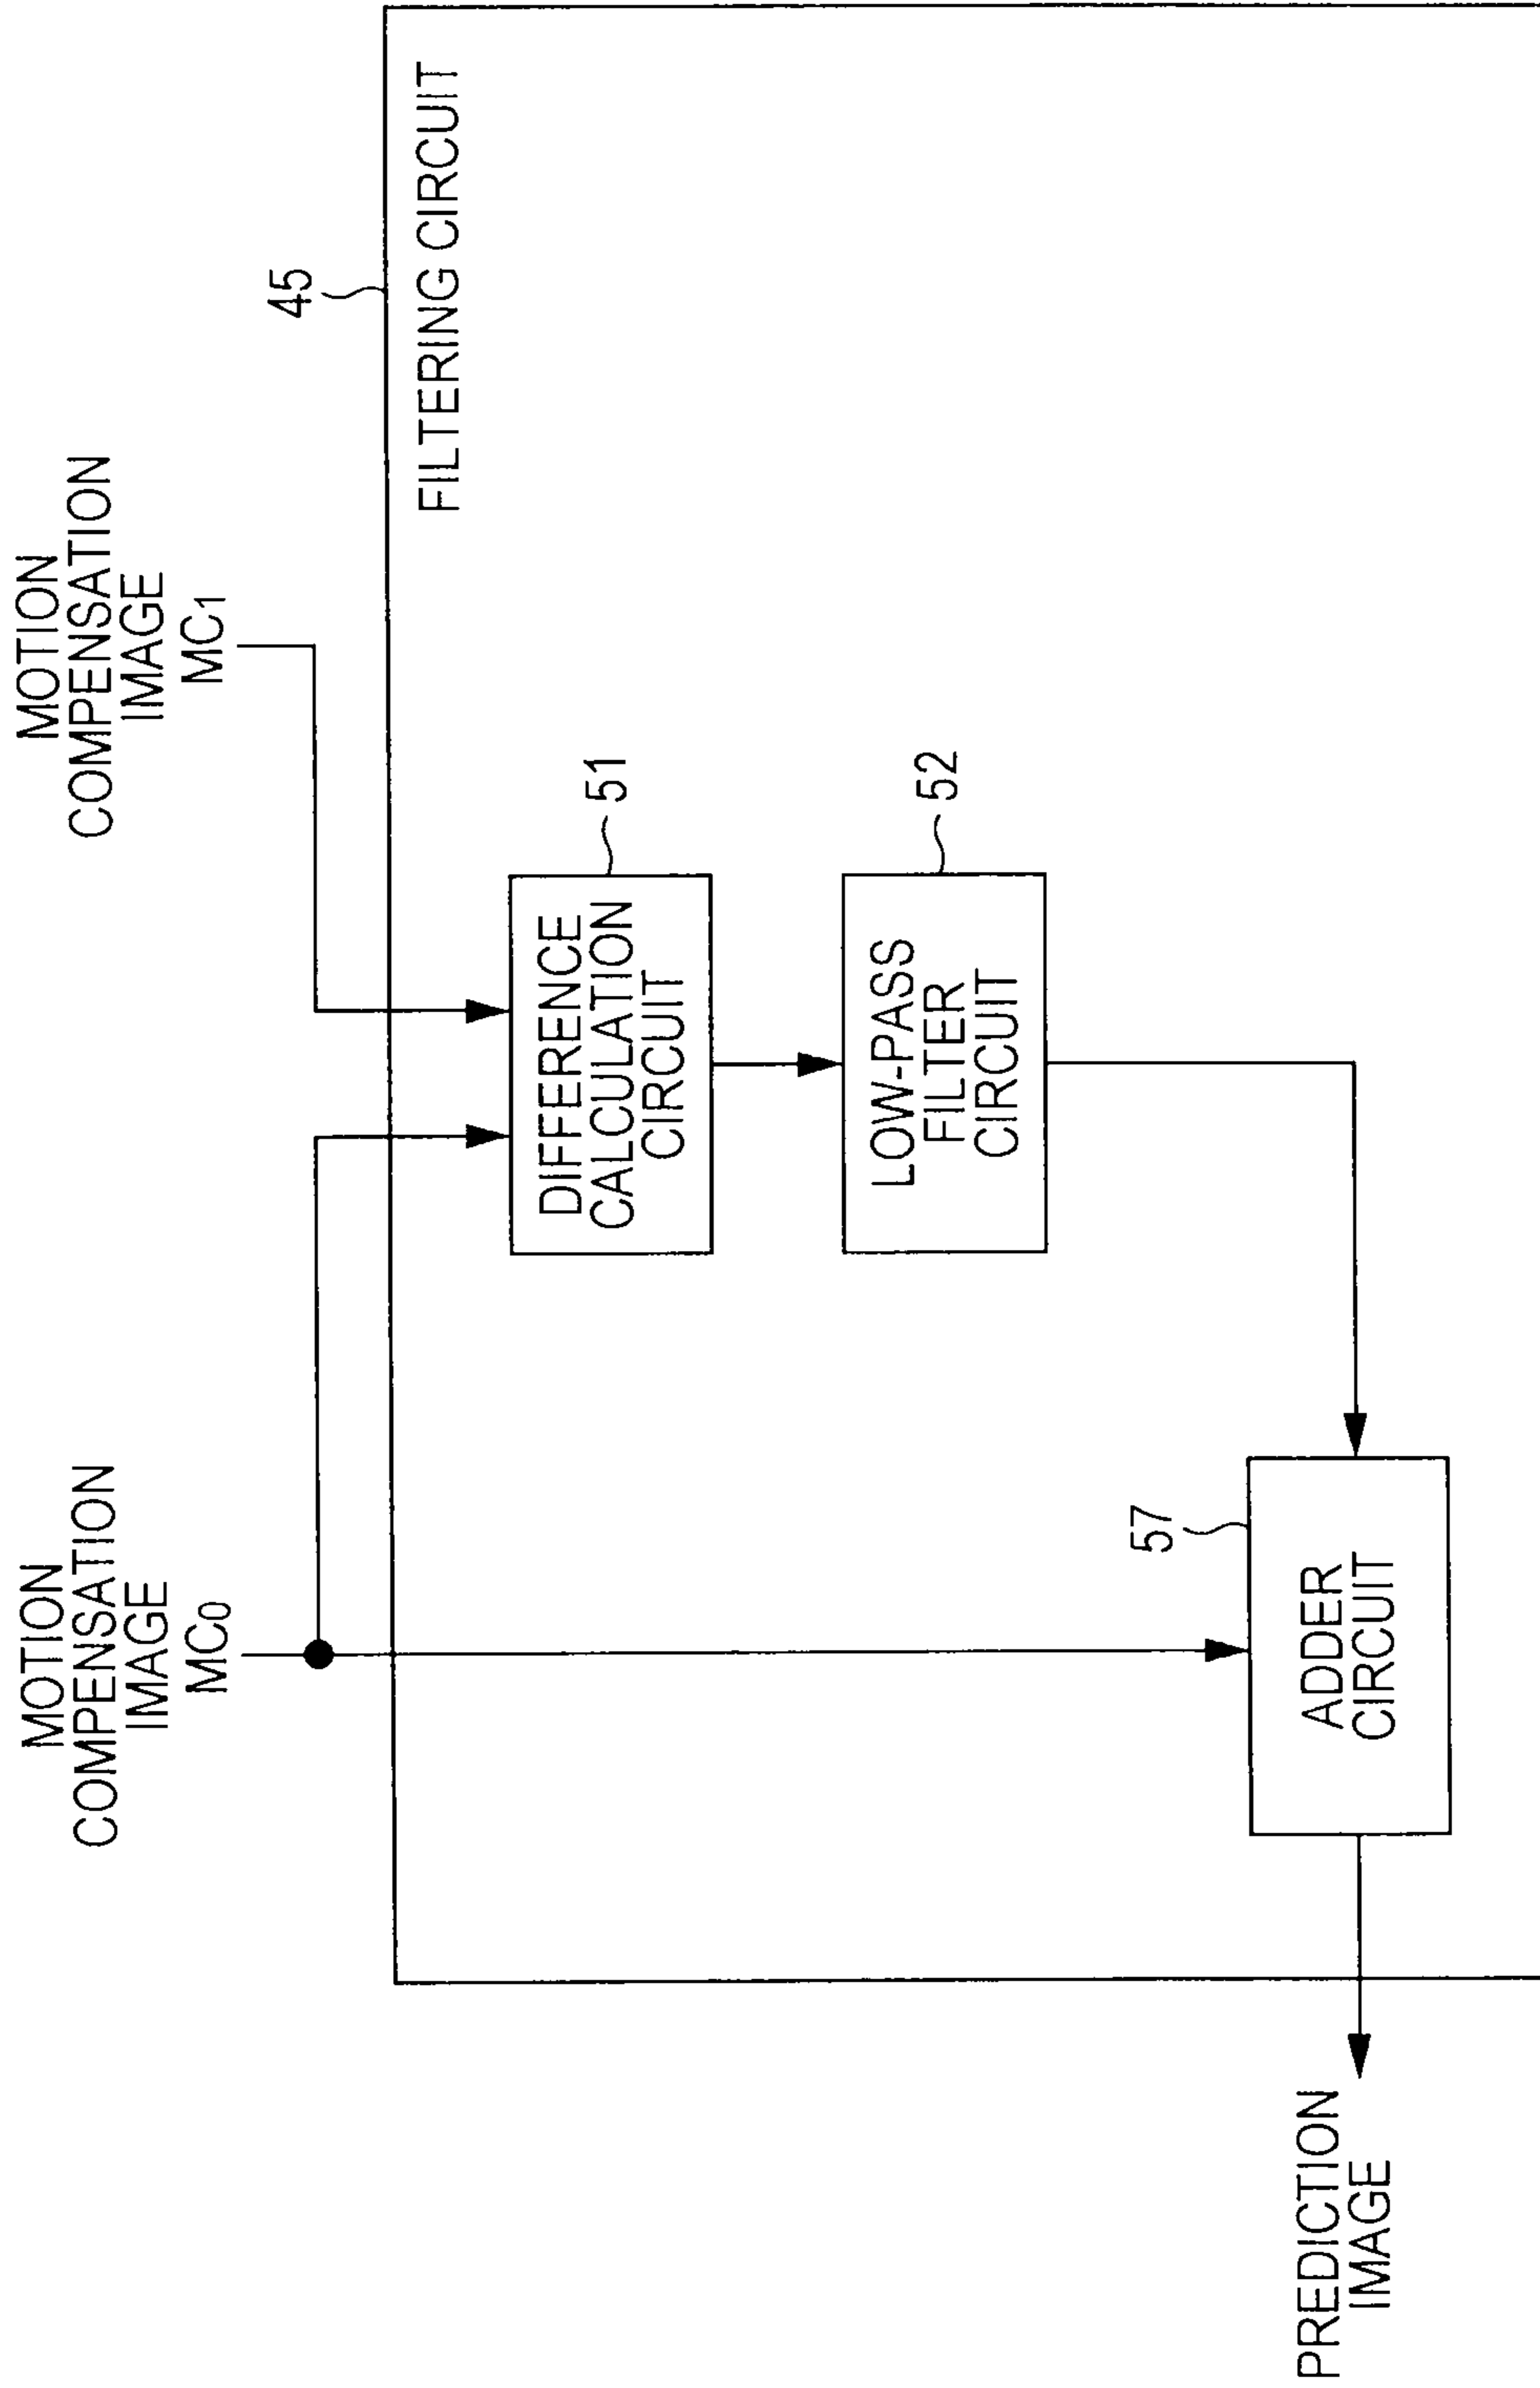 MOTION
COMPENSATION
IMAGE
MC0
MOTION
COMPENSATION
IMAGE
MC1
45
FILTERING CIRCUIT
DIFFERENCE
CALCULATION
CIRCUIT
51
LOW-PASS
FILTER
CIRCUIT
52
57
ADDER
CIRCUIT
PREDICTION
IMAGE